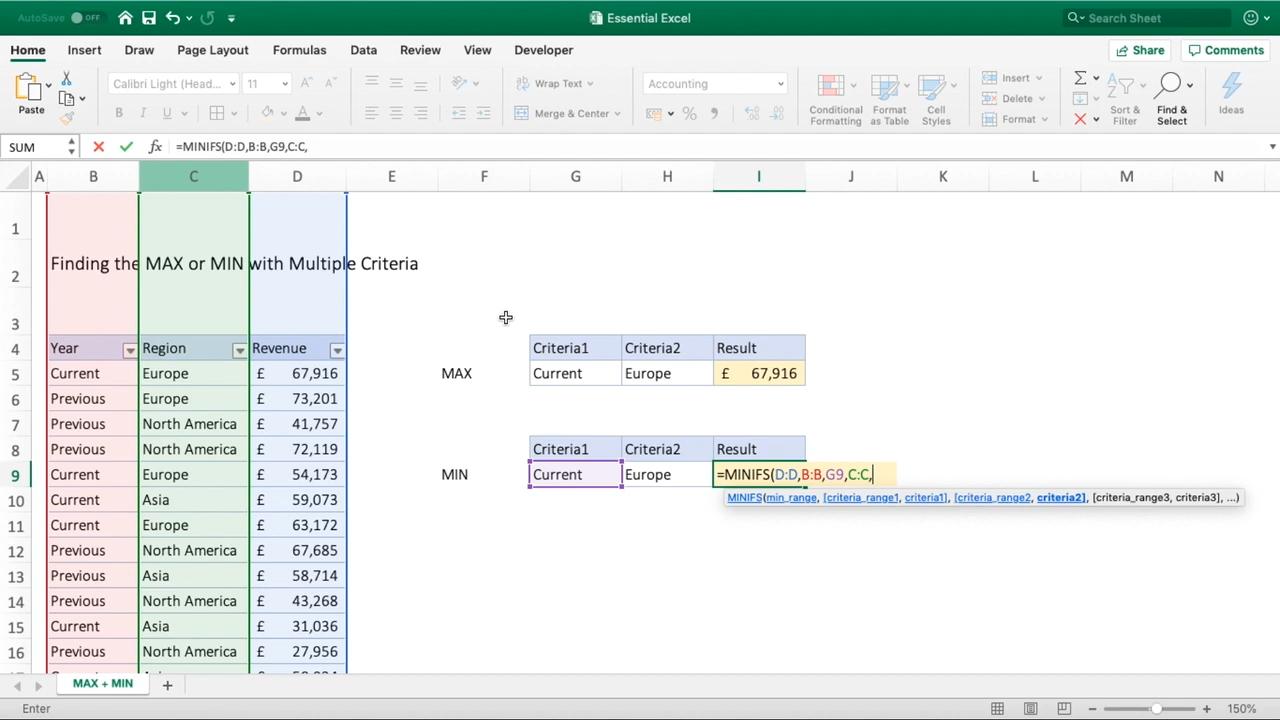 AutoSave OFF Essential Excel Search Sheet
Home Insert Draw Page Layout Formulas Data Review View Developer Share Comments
Paste Calibri Light (Head... 11 Wrap Text Accounting Conditional Formatting Format as Table Cell Styles Insert Sort & Filter Find & Select Ideas
Delete
B I U A Merge & Center % Format
SUM fx =MINIFS(D:D,B:B,G9,C:C,
A B C D E F G H I J K L M N
1
2 Finding the MAX or MIN with Multiple Criteria
3
4 Year Region Revenue Criteria1 Criteria2 Result
5 Current Europe £ 67,916 MAX Current Europe £ 67,916
6 Previous Europe £ 73,201
7 Previous North America £ 41,757
8 Previous North America £ 72,119 Criteria1 Criteria2 Result
9 Current Europe £ 54,173 MIN Current Europe =MINIFS(D:D,B:B,G9,C:C,
10 Current Asia £ 59,073 MINIFS(min_range, [criteria_range1, criteria1], [criteria_range2, criteria2], [criteria_range3, criteria3], ...)
11 Current Europe £ 63,172
12 Previous North America £ 67,685
13 Previous Asia £ 58,714
14 Previous North America £ 43,268
15 Current Asia £ 31,036
16 Previous North America £ 27,956
MAX + MIN
Enter 150%